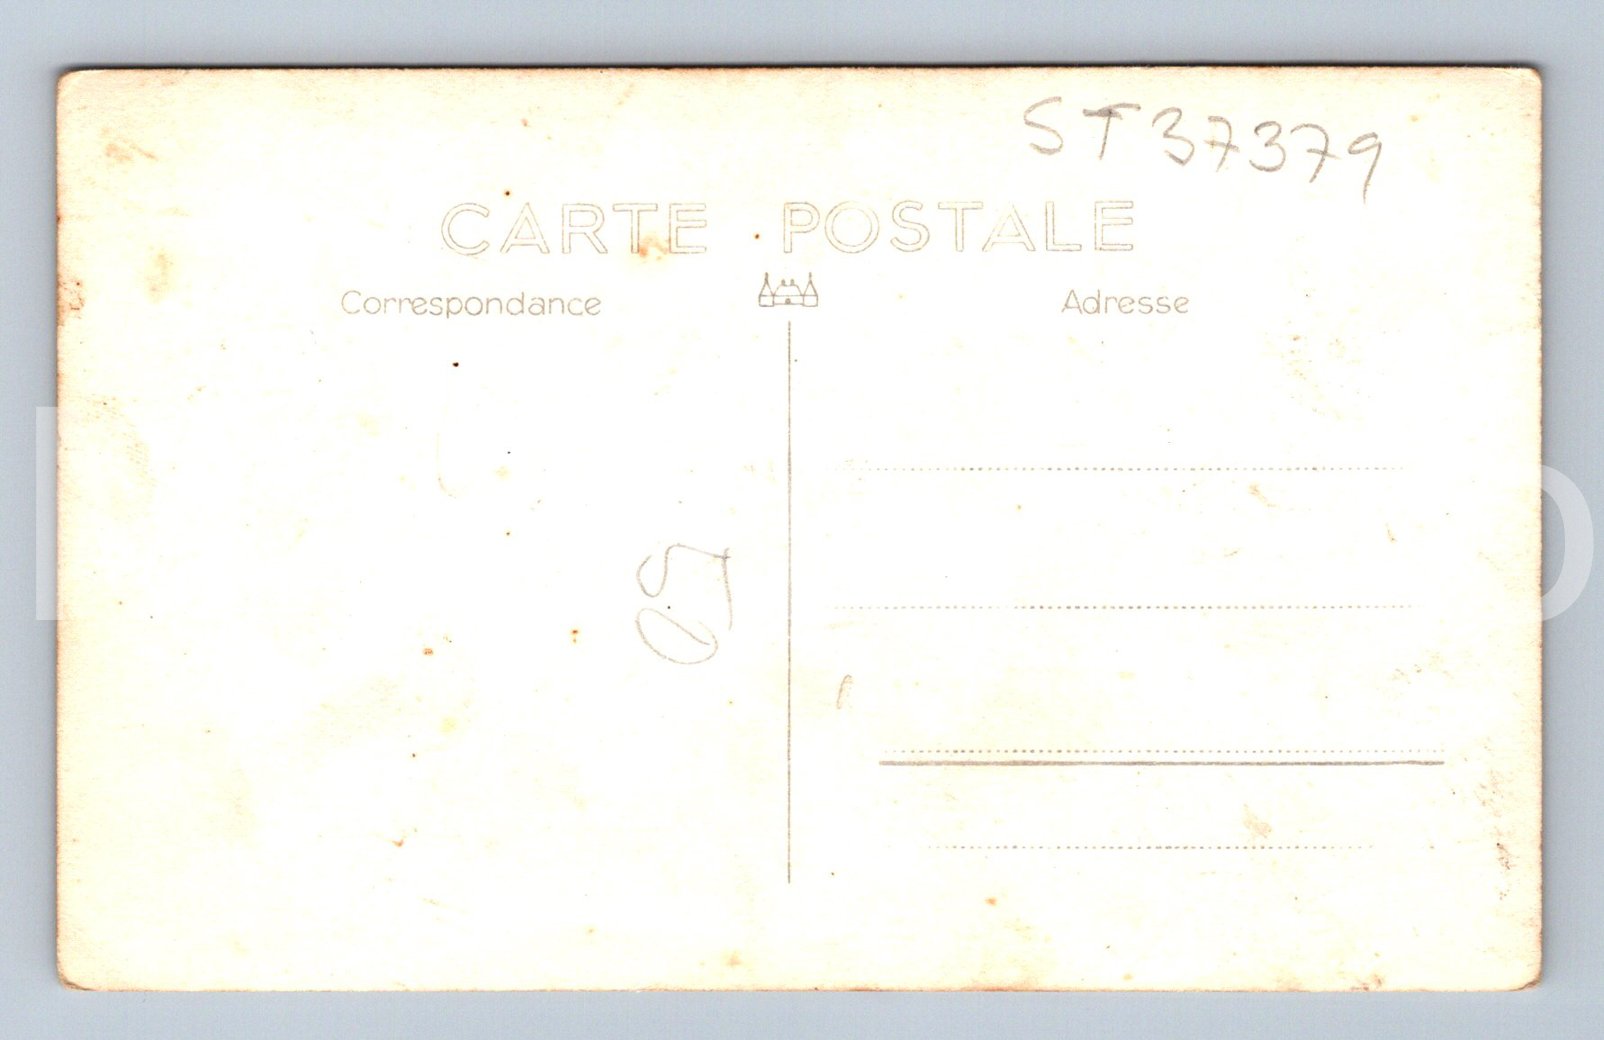 ST37379
CARTE POSTALE
Correspondance
Adresse